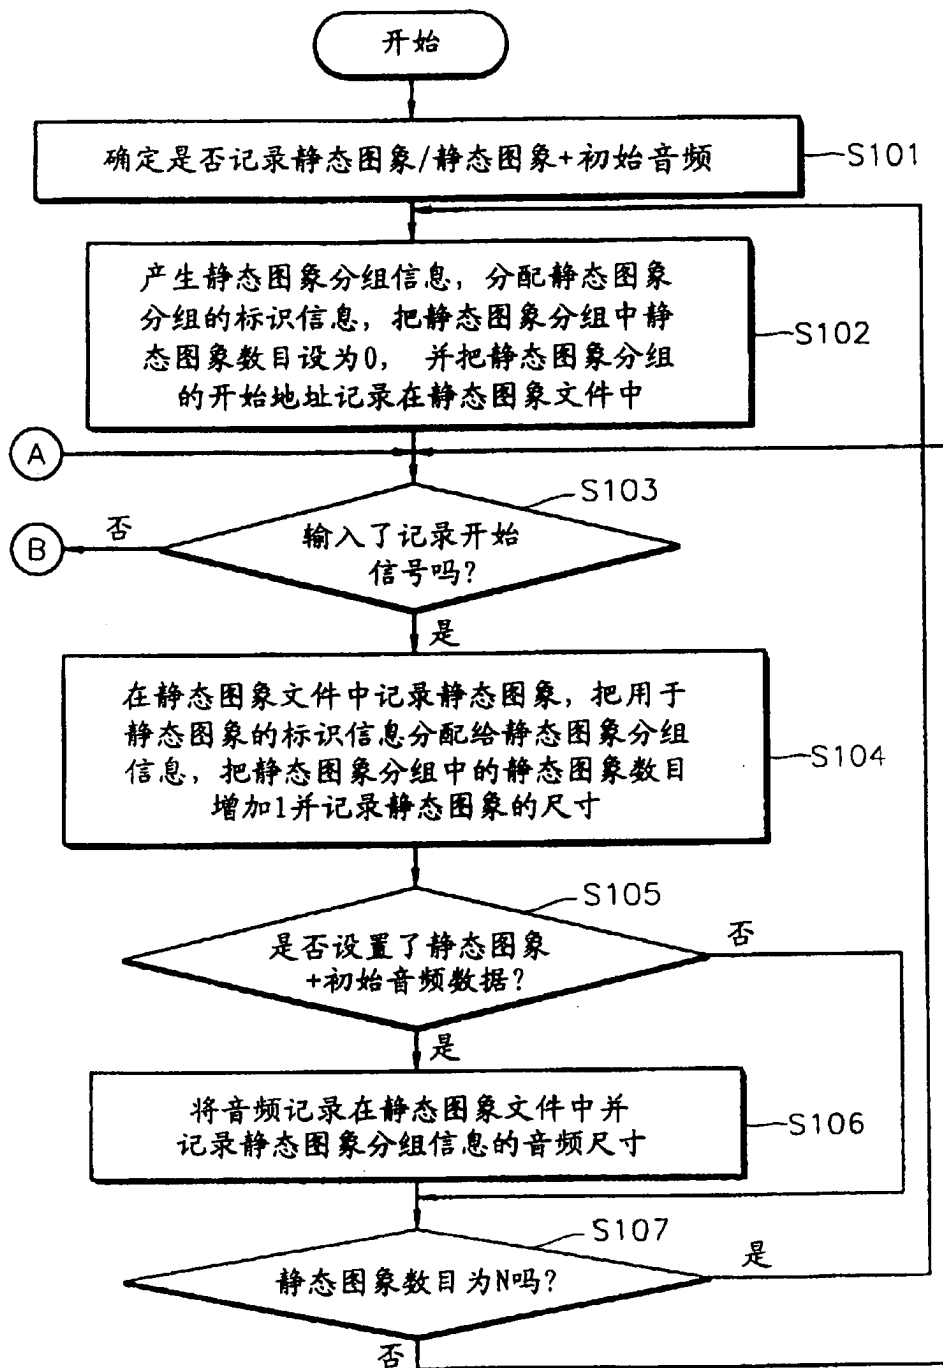 开始
确定是否记录静态图象/静态图象+初始音频
S101
产生静态图象分组信息，分配静态图象
分组的标识信息，把静态图象分组中静
态图象数目设为0， 并把静态图象分组
的开始地址记录在静态图象文件中
S102
A
S103
B
否
输入了记录开始
信号吗？
是
在静态图象文件中记录静态图象，把用于
静态图象的标识信息分配给静态图象分组
信息，把静态图象分组中的静态图象数目
增加1并记录静态图象的尺寸
S104
S105
是否设置了静态图象
+初始音频数据？
否
是
将音频记录在静态图象文件中并
记录静态图象分组信息的音频尺寸
S106
S107
静态图象数目为N吗？
是
否